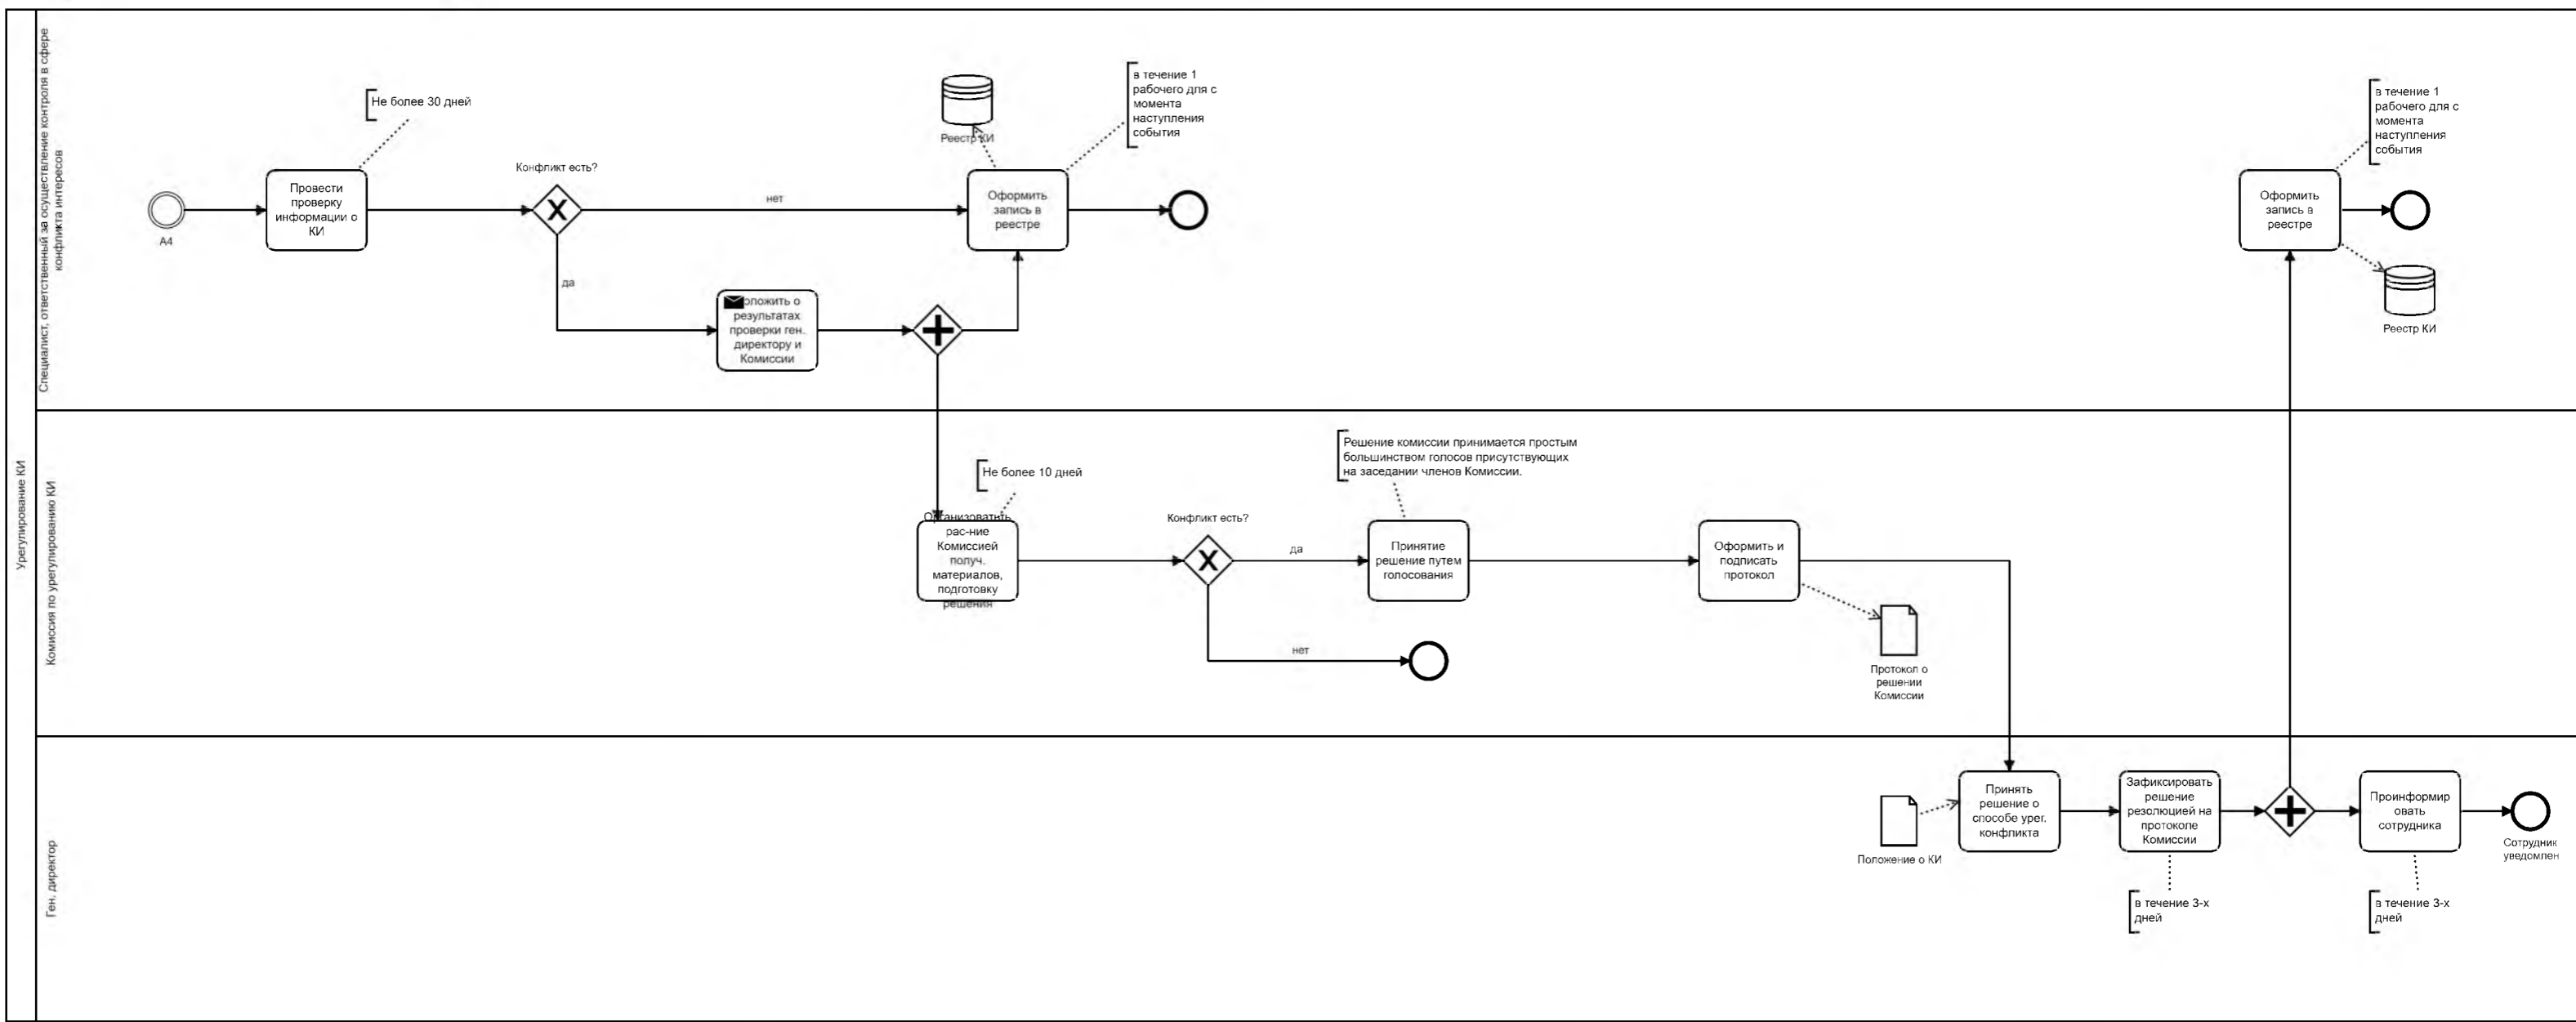 Урегулирование КИ
Специалист, ответственный за осуществление контроля в сфере
конфликта интересов
А4
Провести
проверку
информации о
КИ
Не более 30 дней
Конфликт есть?
нет
да
оложить о
результатах
проверки ген.
директору и
Комиссии
Реестр КИ
Оформить
запись в
реестре
в течение 1
рабочего для с
момента
наступления
события
Оформить
запись в
реестре
в течение 1
рабочего для с
момента
наступления
события
Реестр КИ
Комиссия по урегулированию КИ
Не более 10 дней
рас-ние
Комиссией
получ.
материалов,
подготовку
решения
Конфликт есть?
да
нет
Решение комиссии принимается простым
большинством голосов присутствующих
на заседании членов Комиссии.
Принятие
решение путем
голосования
Оформить и
подписать
протокол
Протокол о
решении
Комиссии
Ген. директор
Положение о КИ
Принять
решение о
способе урег.
конфликта
Зафиксировать
решение
резолюцией на
протоколе
Комиссии
в течение 3-х
дней
Проинформир
овать
сотрудника
в течение 3-х
дней
Сотрудник
уведомлен